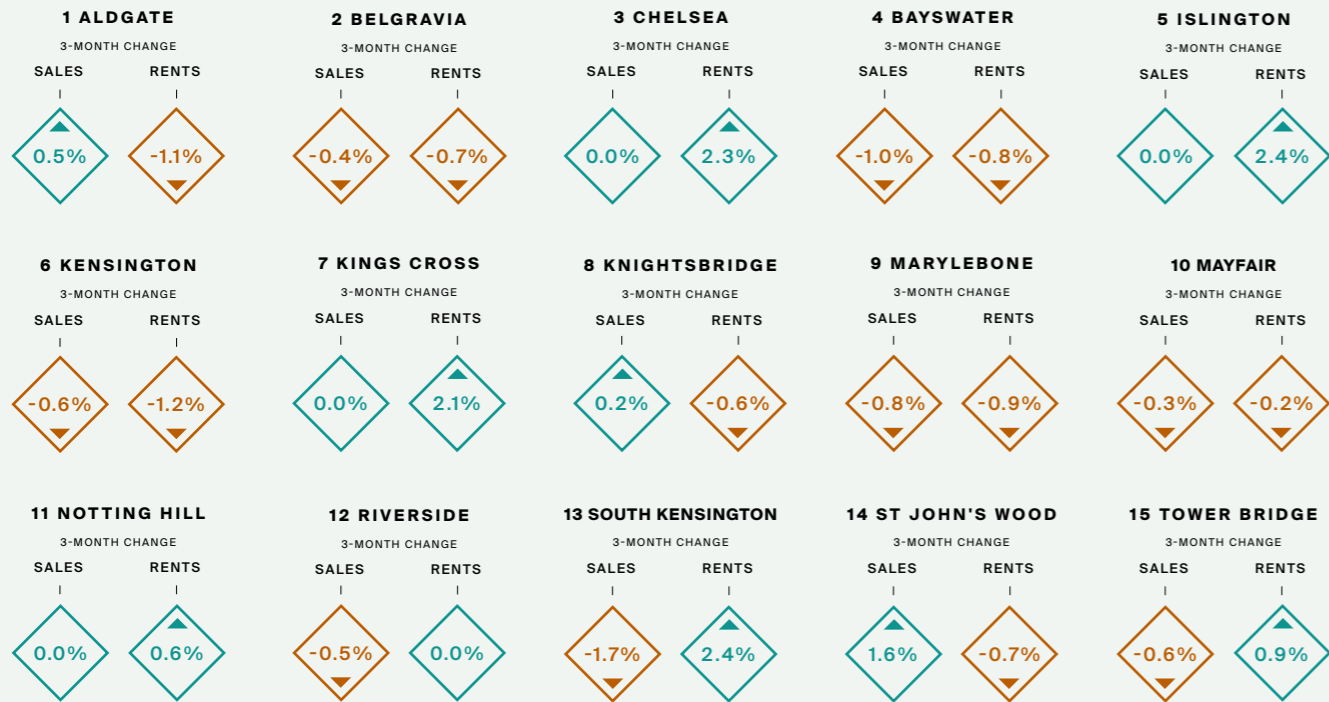 1 ALDGATE
3-MONTH CHANGE
SALES RENTS
0.5% -1.1%
2 BELGRAVIA
3-MONTH CHANGE
SALES RENTS
-0.4% -0.7%
3 CHELSEA
3-MONTH CHANGE
SALES RENTS
0.0% 2.3%
4 BAYSWATER
3-MONTH CHANGE
SALES RENTS
-1.0% -0.8%
5 ISLINGTON
3-MONTH CHANGE
SALES RENTS
0.0% 2.4%
6 KENSINGTON
3-MONTH CHANGE
SALES RENTS
-0.6% -1.2%
7 KINGS CROSS
3-MONTH CHANGE
SALES RENTS
0.0% 2.1%
8 KNIGHTSBRIDGE
3-MONTH CHANGE
SALES RENTS
0.2% -0.6%
9 MARYLEBONE
3-MONTH CHANGE
SALES RENTS
-0.8% -0.9%
10 MAYFAIR
3-MONTH CHANGE
SALES RENTS
-0.3% -0.2%
11 NOTTING HILL
3-MONTH CHANGE
SALES RENTS
0.0% 0.6%
12 RIVERSIDE
3-MONTH CHANGE
SALES RENTS
-0.5% 0.0%
13 SOUTH KENSINGTON
3-MONTH CHANGE
SALES RENTS
-1.7% 2.4%
14 ST JOHN'S WOOD
3-MONTH CHANGE
SALES RENTS
1.6% -0.7%
15 TOWER BRIDGE
3-MONTH CHANGE
SALES RENTS
-0.6% 0.9%